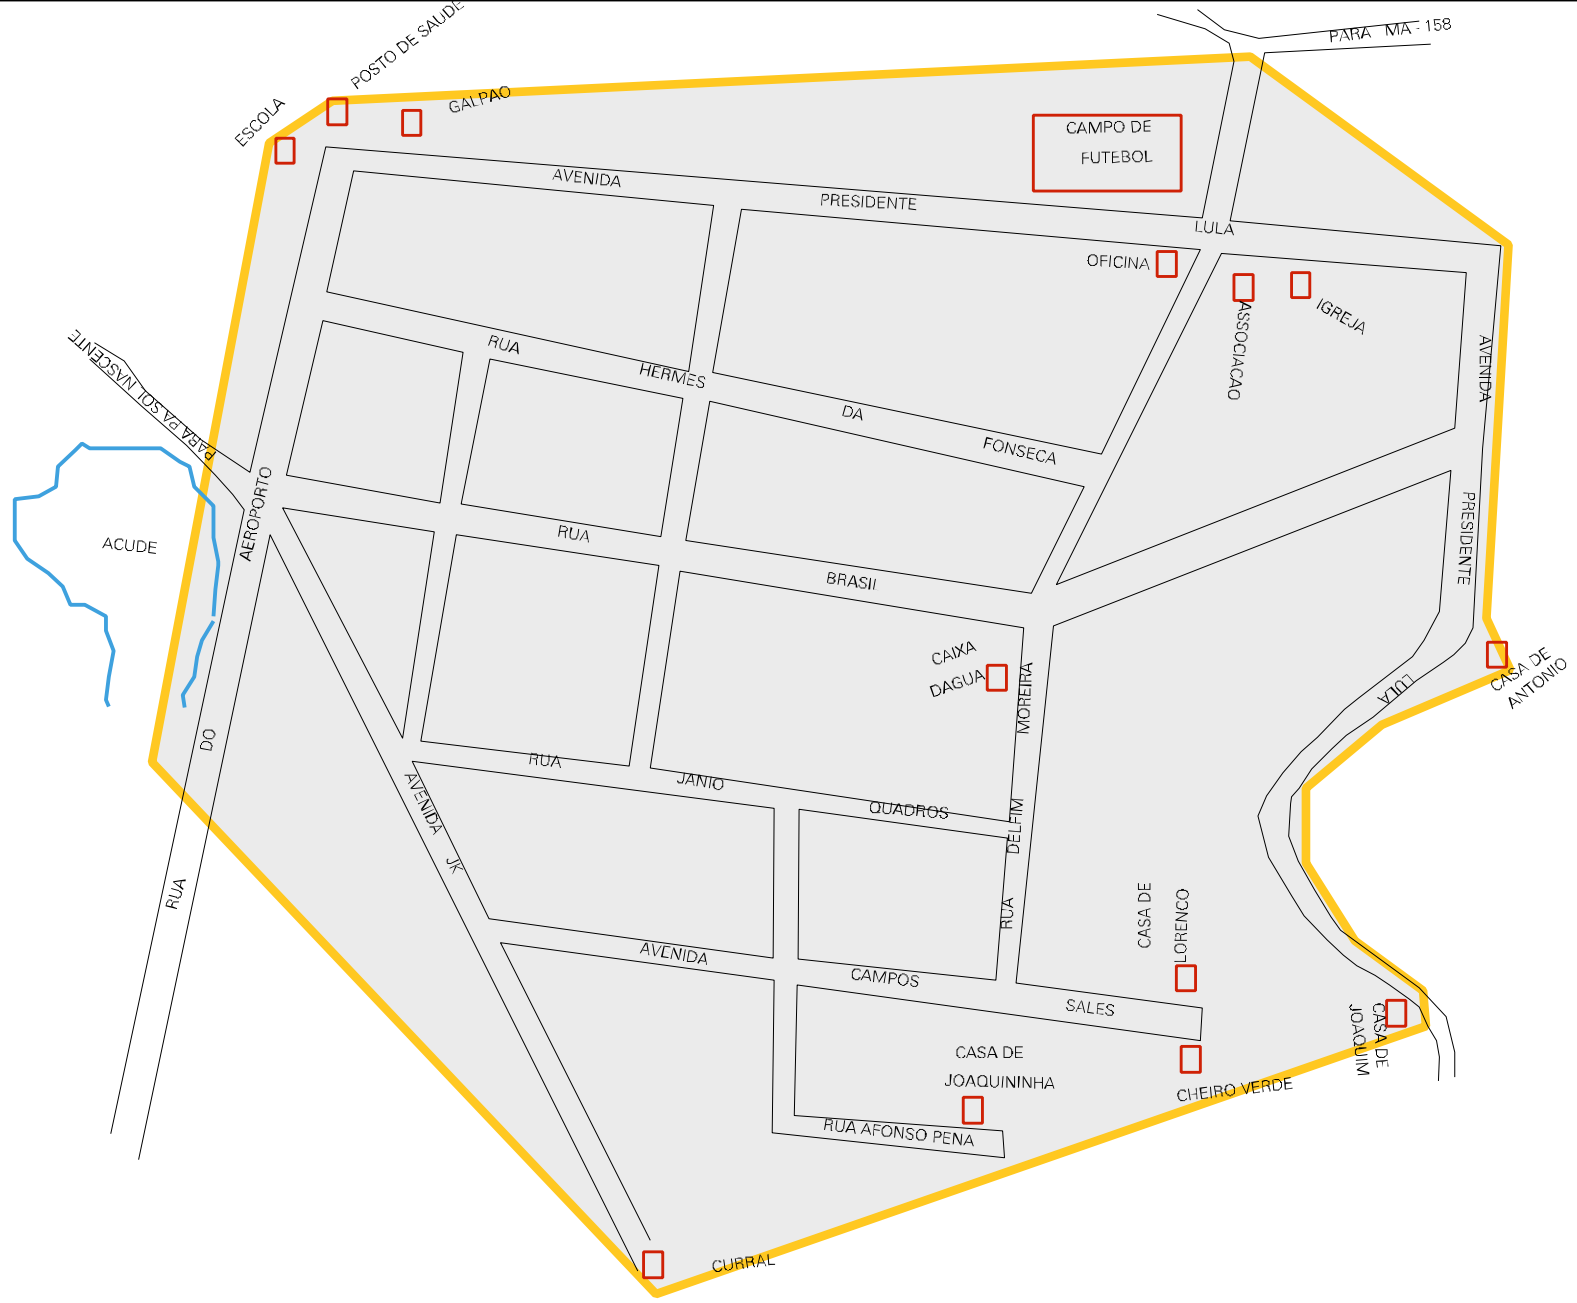 POSTO DE SAUDE
PARA MA - 158
ESCOLA
GALPAO
CAMPO DE
FUTEBOL
AVENIDA
PRESIDENTE
LULA
OFICINA
ASSOCIACAO
IGREJA
PARA PA SOL NASCENTE
RUA
HERMES
DA
FONSECA
AVENIDA
PRESIDENTE
LULA
ACUDE
AEROPORTO
DO
RUA
RUA
BRASIL
CAIXA
DAGUA
MOREIRA
DELFIM
RUA
CASA DE
ANTONIO
RUA
JANIO
QUADROS
AVENIDA
JK
CASA DE
LORENCO
AVENIDA
CAMPOS
SALES
CASA DE
JOAQUIM
CASA DE
JOAQUININHA
CHEIRO VERDE
RUA AFONSO PENA
CURRAL